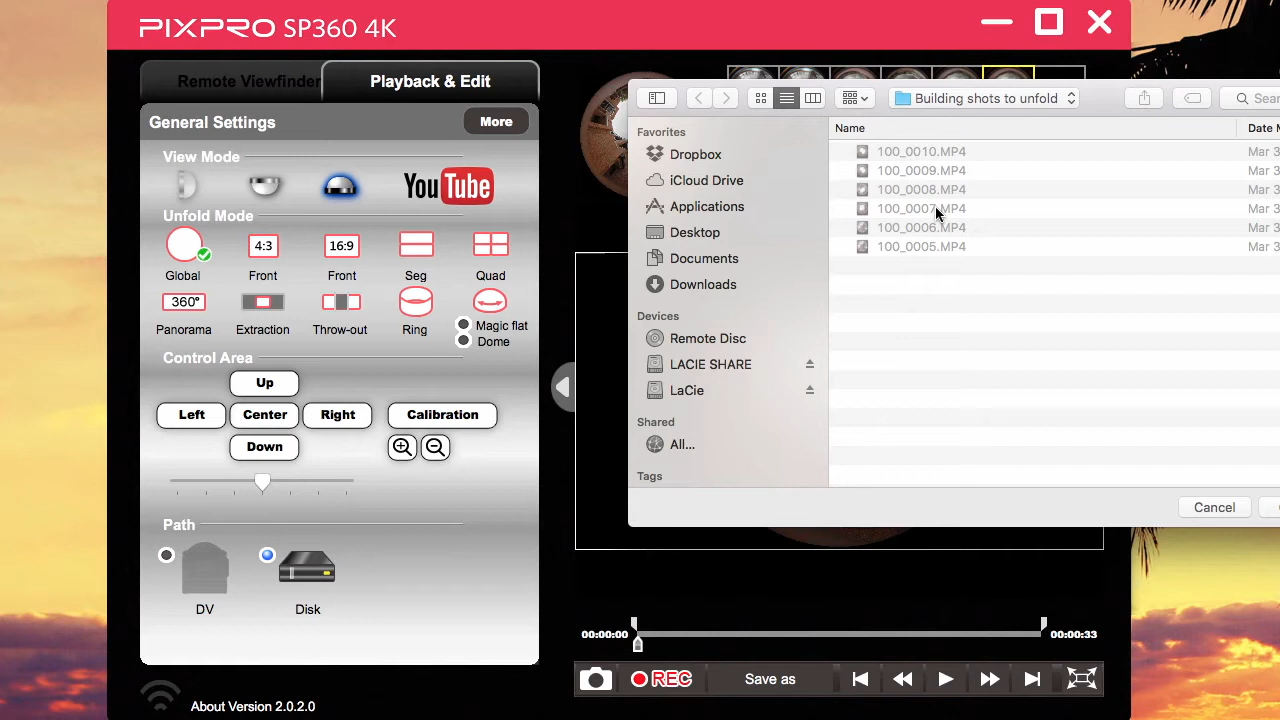 PIXPRO SP360 4K
Remote Viewfinder
Playback & Edit
General Settings
More
View Mode
YouTube
Unfold Mode
4:3
16:9
Global
Front
Front
Seg
Quad
360°
Panorama
Extraction
Throw-out
Ring
Magic flat
Dome
Control Area
Up
Left
Center
Right
Calibration
Down
Path
DV
Disk
About Version 2.0.2.0
Building shots to unfold
Sear
Favorites
Dropbox
iCloud Drive
Applications
Desktop
Documents
Downloads
Devices
Remote Disc
LACIE SHARE
LaCie
Shared
All...
Tags
Name
Date M
100_0010.MP4
Mar 3
100_0009.MP4
Mar 3
100_0008.MP4
Mar 3
100_0007.MP4
Mar 3
100_0006.MP4
Mar 3
100_0005.MP4
Mar 3
Cancel
00:00:00
00:00:33
REC
Save as